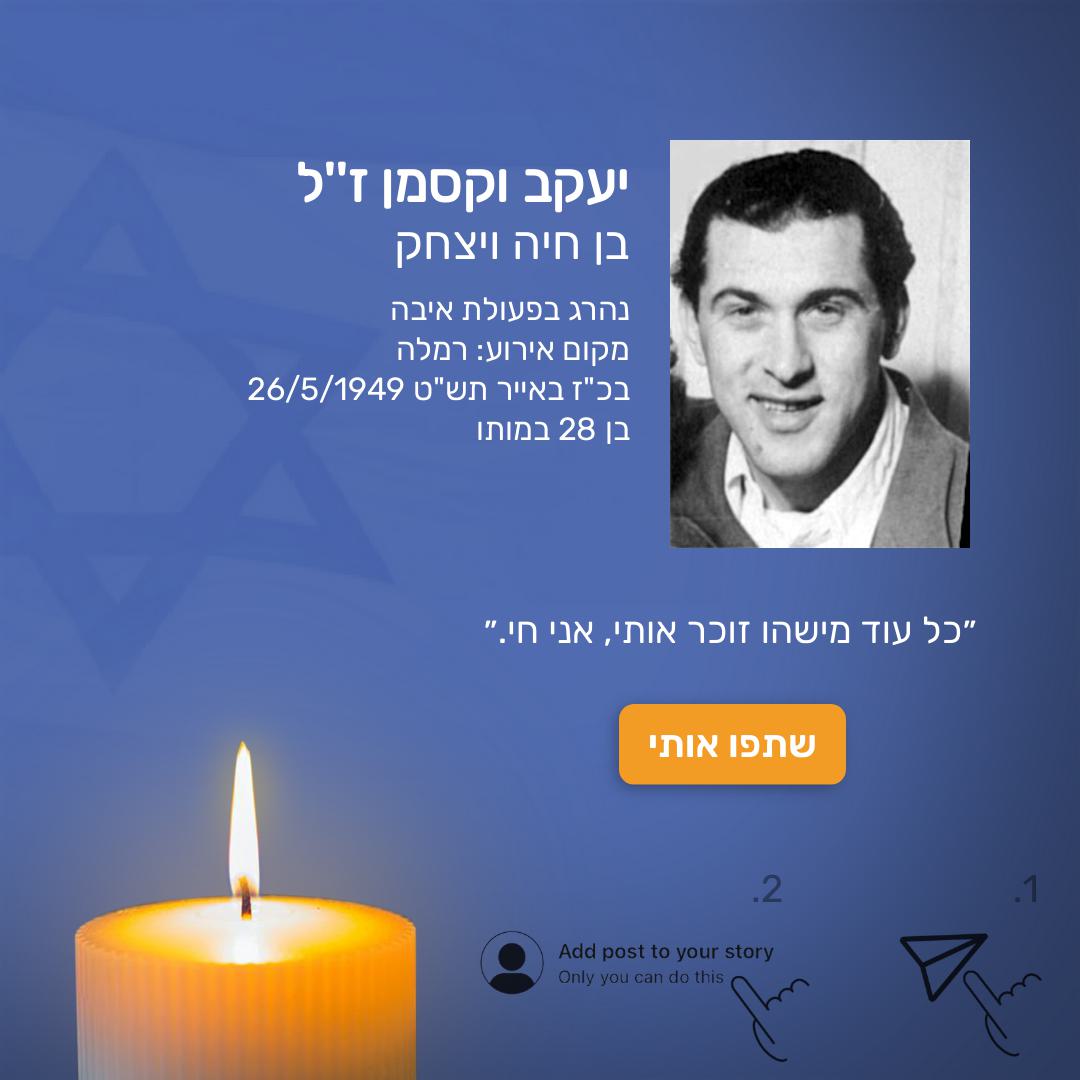 יעקב וקסמן ז"ל
בן חיה ויצחק
נהרג בפעולת איבה
מקום אירוע: רמלה
בכ"ז באייר תש"ט 26/5/1949
בן 28 במותו
״כל עוד מישהו זוכר אותי, אני חי.״
שתפו אותי
.1
.2
Add post to your story
Only you can do this